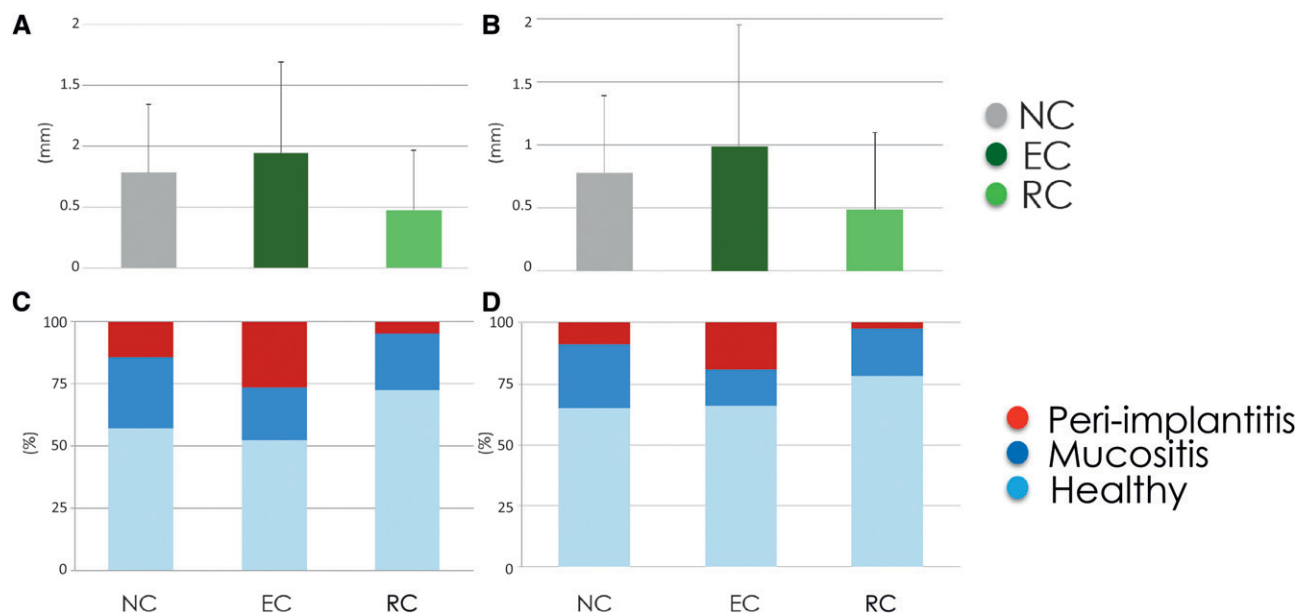 A
2
1.5
2
0.5
0
(mm)
B
2
1.5
1
0.5
0
(mm)
NC
EC
RC
C
100
75
50
25
0
(%)
NC
EC
RC
D
100
75
50
25
0
(%)
NC
EC
RC
Peri-implantitis
Mucositis
Healthy